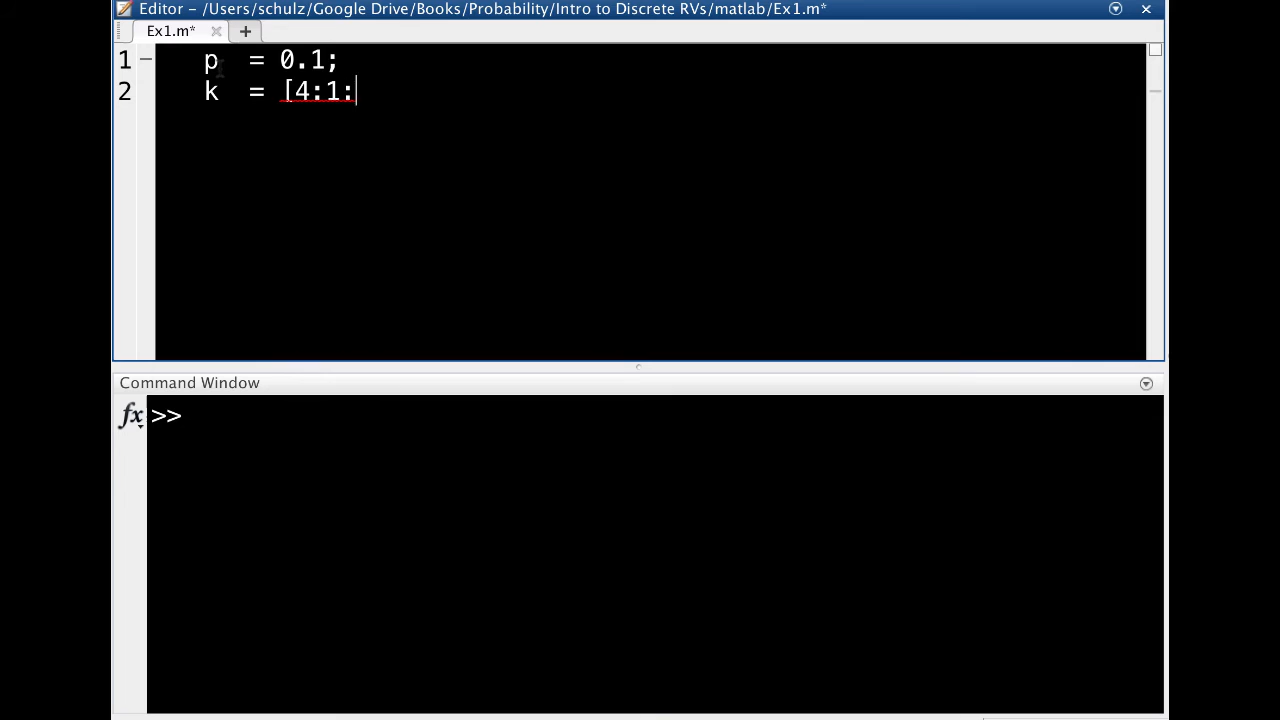 Editor – /Users/schulz/Google Drive/Books/Probability/Intro to Discrete RVs/matlab/Ex1.m*
Ex1.m* × +
1 – p = 0.1;
2 k = [4:1:
Command Window
fx >>